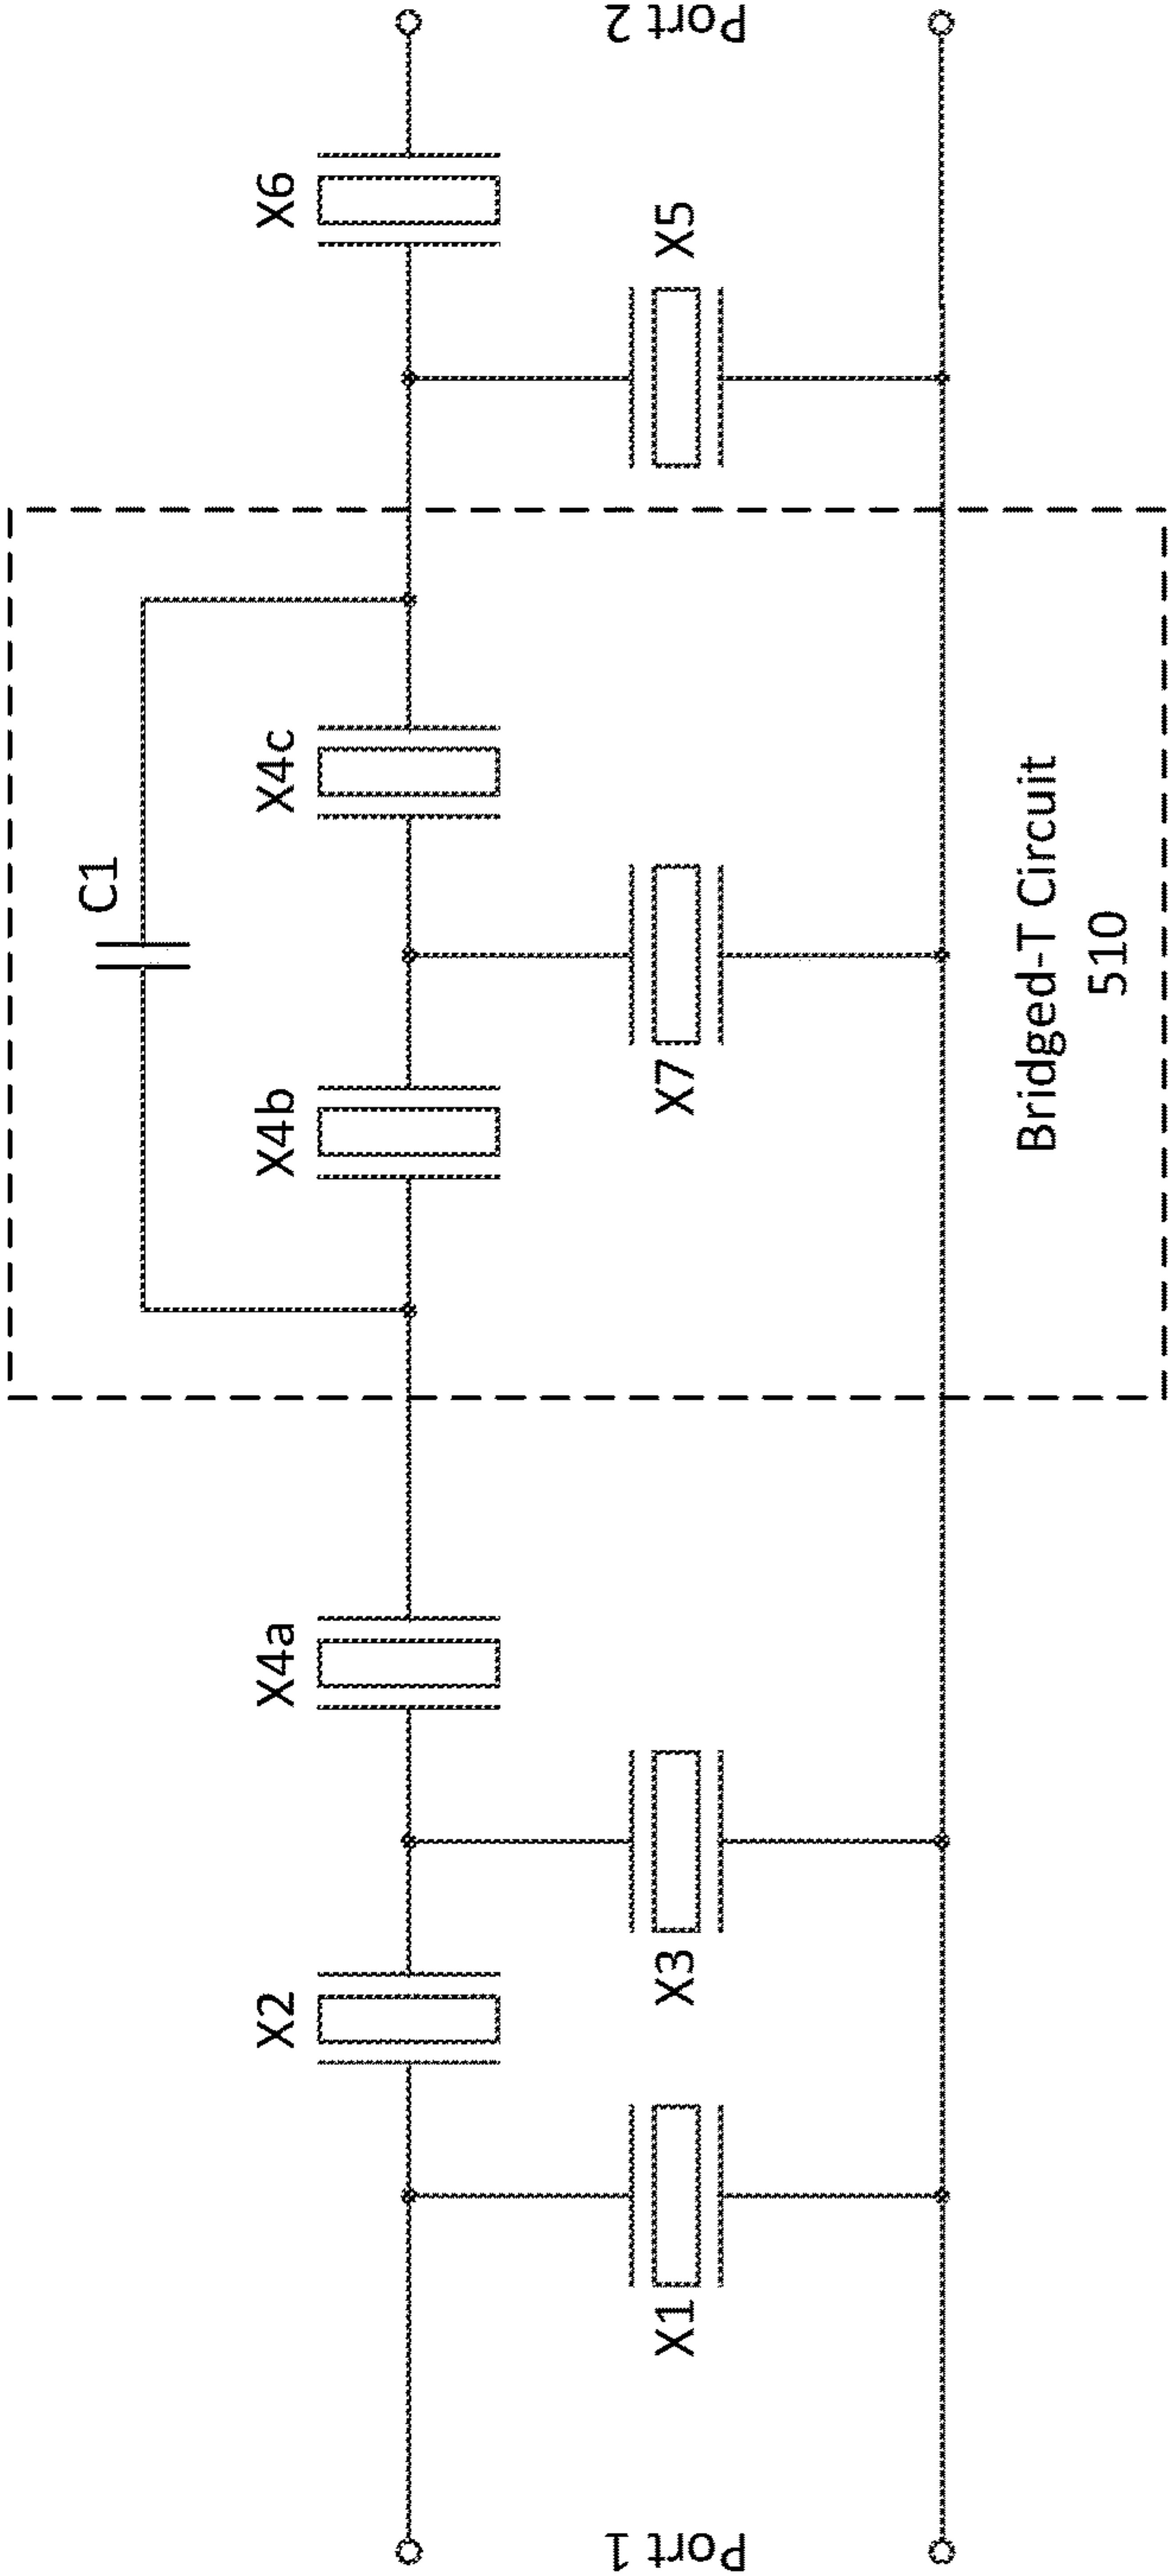 C1
X2
X4a
X4b
X4c
X6
X1
X3
X7
X5
Port 1
Port 2
Bridged-T Circuit
510